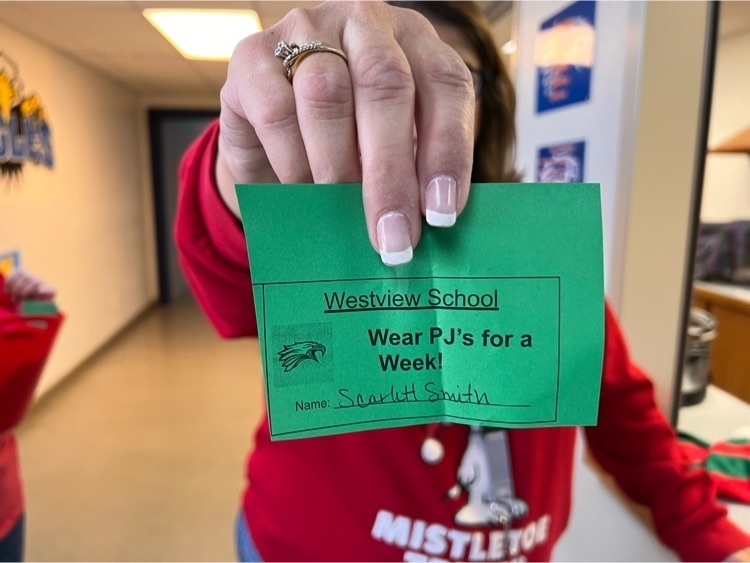 Westview School
Wear PJ's for a
Week!
Name: Scarlett Smith
MISTLETOE